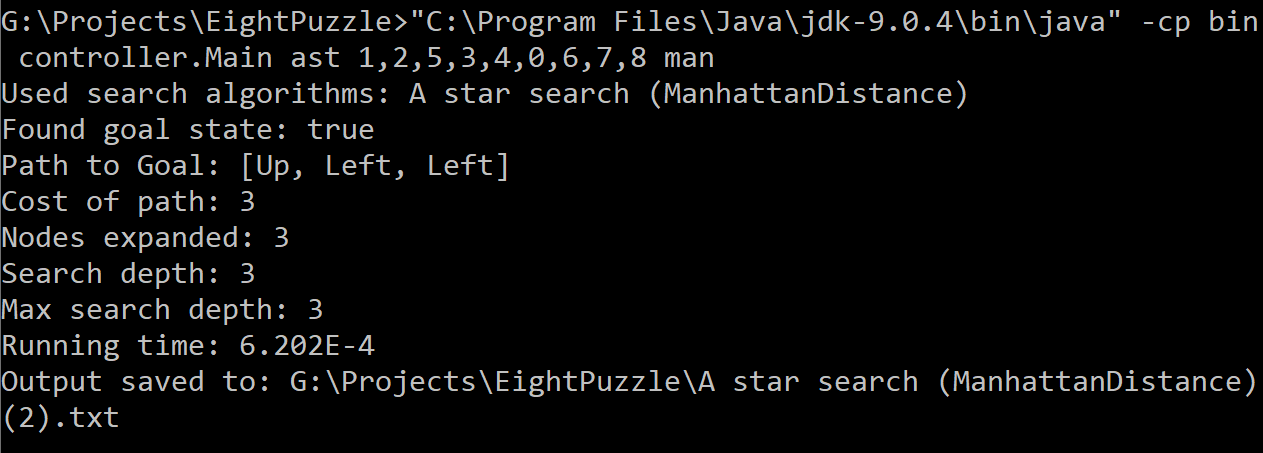 G:\Projects\EightPuzzle>"C:\Program Files\Java\jdk-9.0.4\bin\java" -cp bin
controller.Main ast 1,2,5,3,4,0,6,7,8 man
Used search algorithms: A star search (ManhattanDistance)
Found goal state: true
Path to Goal: [Up, Left, Left]
Cost of path: 3
Nodes expanded: 3
Search depth: 3
Max search depth: 3
Running time: 6.202E-4
Output saved to: G:\Projects\EightPuzzle\A star search (ManhattanDistance)
(2).txt